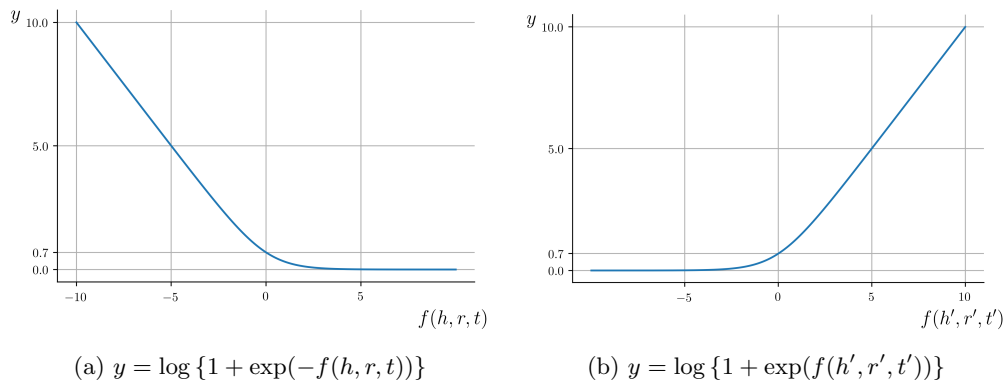 y
10.0
5.0
0.7
0.0
−10
−5
0
5
f(h, r, t)
(a) y = log {1 + exp(−f(h, r, t))}
y
10.0
5.0
0.7
0.0
−5
0
5
10
f(h′, r′, t′)
(b) y = log {1 + exp(f(h′, r′, t′))}